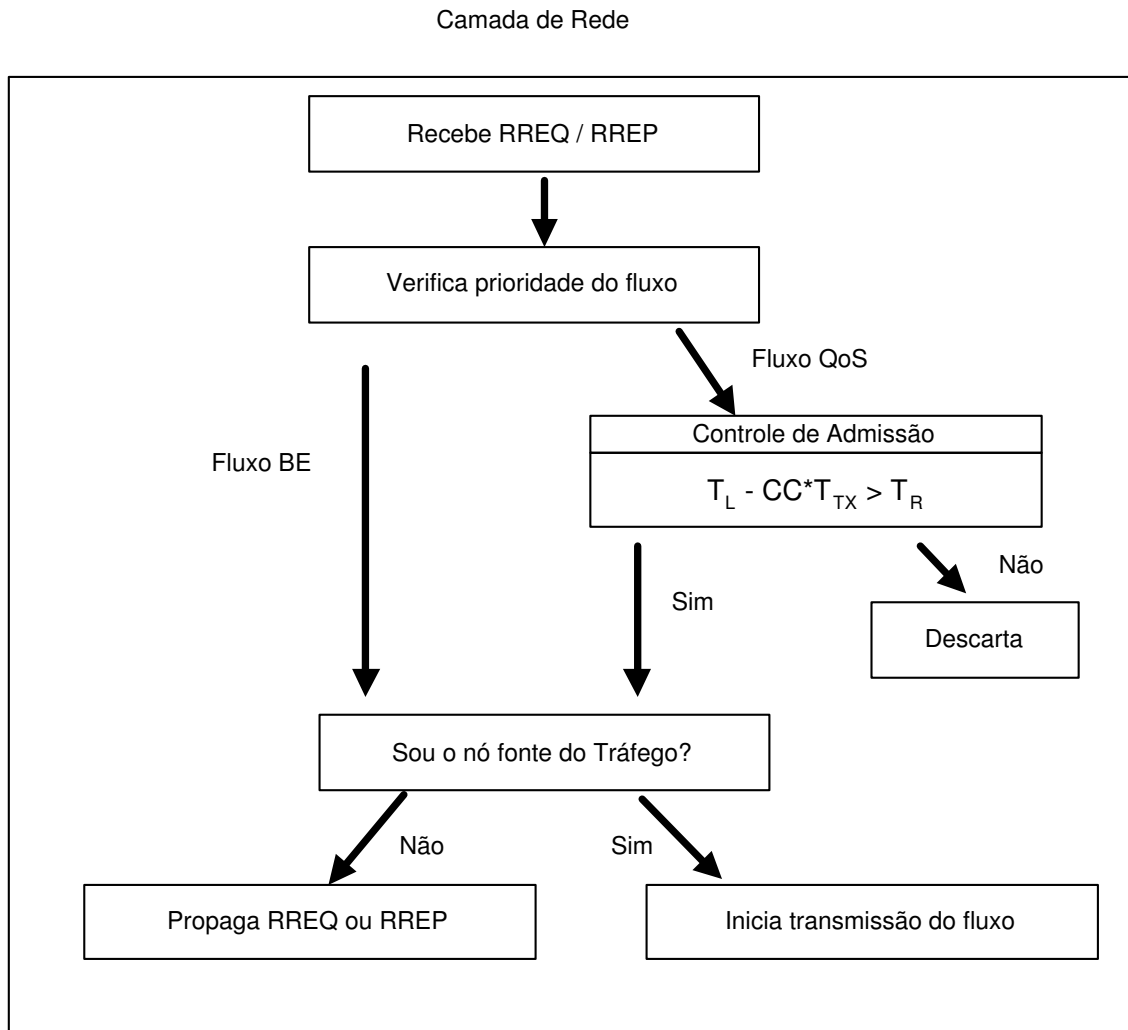 Camada de Rede
Recebe RREQ / RREP
Verifica prioridade do fluxo
Fluxo QoS
Controle de Admissão
Fluxo BE
T_L - CC*T_TX > T_R
Não
Sim
Descarta
Sou o nó fonte do Tráfego?
Não
Sim
Propaga RREQ ou RREP
Inicia transmissão do fluxo